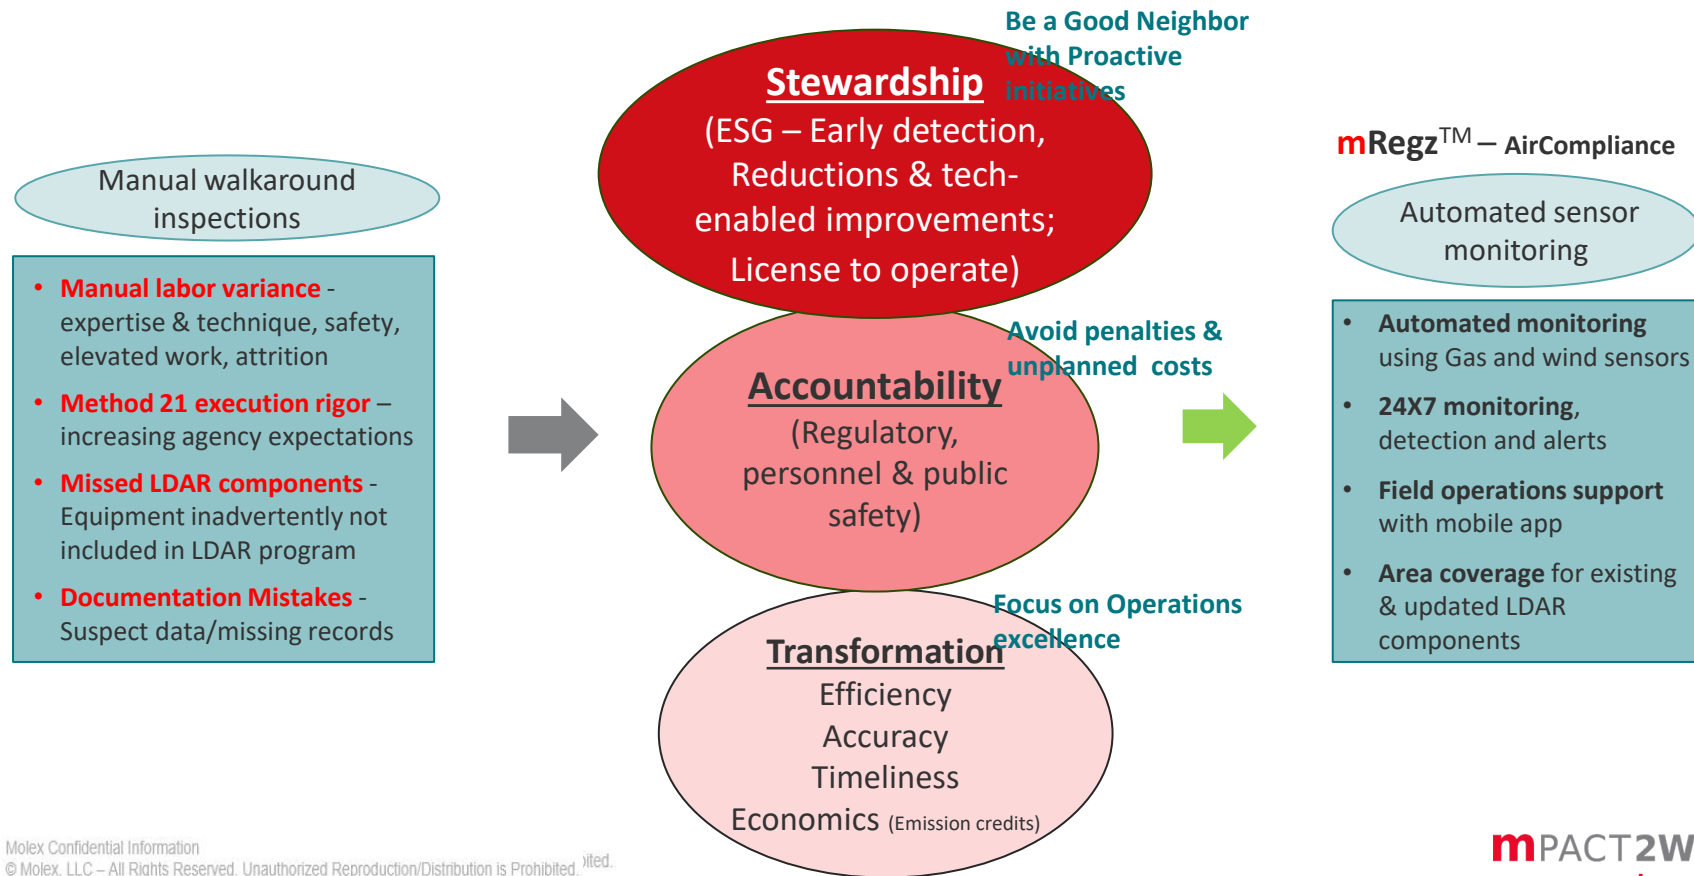 Manual walkaround
inspections
• Manual labor variance -
expertise & technique, safety,
elevated work, attrition
• Method 21 execution rigor –
increasing agency expectations
• Missed LDAR components -
Equipment inadvertently not
included in LDAR program
• Documentation Mistakes -
Suspect data/missing records
Be a Good Neighbor
with Proactive
initiatives
Stewardship
(ESG – Early detection,
Reductions & tech-
enabled improvements;
License to operate)
Avoid penalties &
unplanned costs
Accountability
(Regulatory,
personnel & public
safety)
Focus on Operations
excellence
Transformation
Efficiency
Accuracy
Timeliness
Economics (Emission credits)
mRegz™ – AirCompliance
Automated sensor
monitoring
• Automated monitoring
using Gas and wind sensors
• 24X7 monitoring,
detection and alerts
• Field operations support
with mobile app
• Area coverage for existing
& updated LDAR
components
Molex Confidential Information
© Molex, LLC – All Rights Reserved. Unauthorized Reproduction/Distribution is Prohibited.
mPACT2W